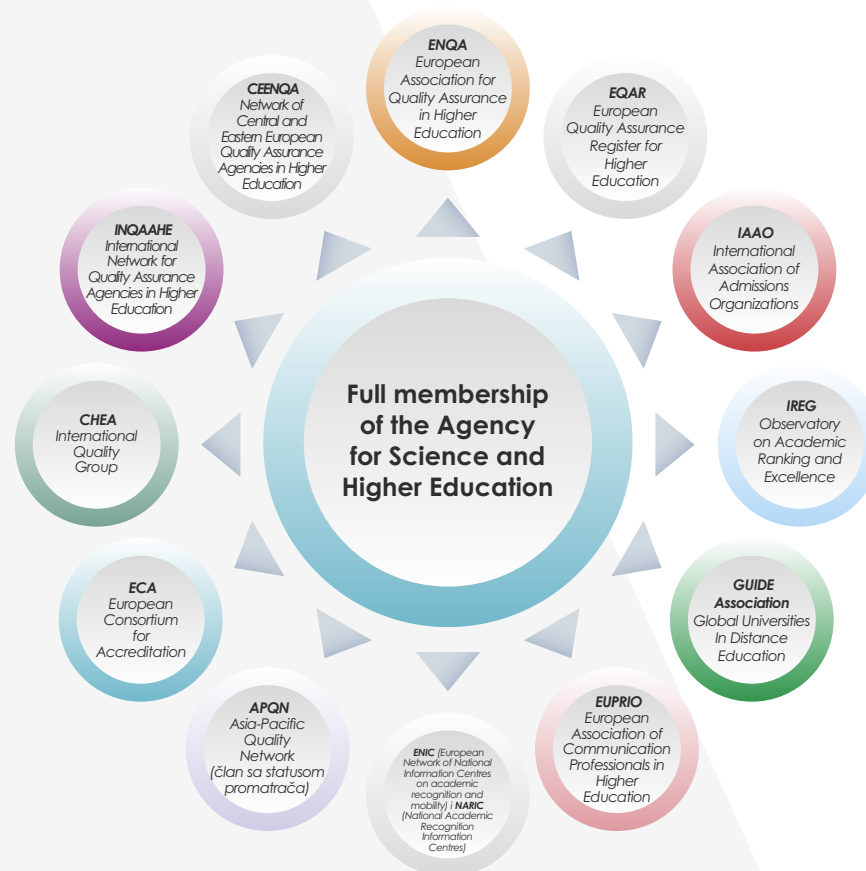 ENQA
European
Association for
Quality Assurance
in Higher
Education
EQAR
European
Quality Assurance
Register for
Higher
Education
IAAO
International
Association of
Admissions
Organizations
IREG
Observatory
on Academic
Ranking and
Excellence
GUIDE
Association
Global Universities
In Distance
Education
EUPRIO
European
Association of
Communication
Professionals in
Higher
Education
ENIC (European
Network of National
Information Centres
on academic
recognition and
mobility) i NARIC
(National Academic
Recognition
Information
Centres)
APQN
Asia-Pacific
Quality
Network
(član sa statusom
promatrača)
ECA
European
Consortium
for
Accreditation
CHEA
International
Quality
Group
INQAAHE
International
Network for
Quality Assurance
Agencies in Higher
Education
CEENQA
Network of
Central and
Eastern European
Quality Assurance
Agencies in Higher
Education
Full membership
of the Agency
for Science and
Higher Education